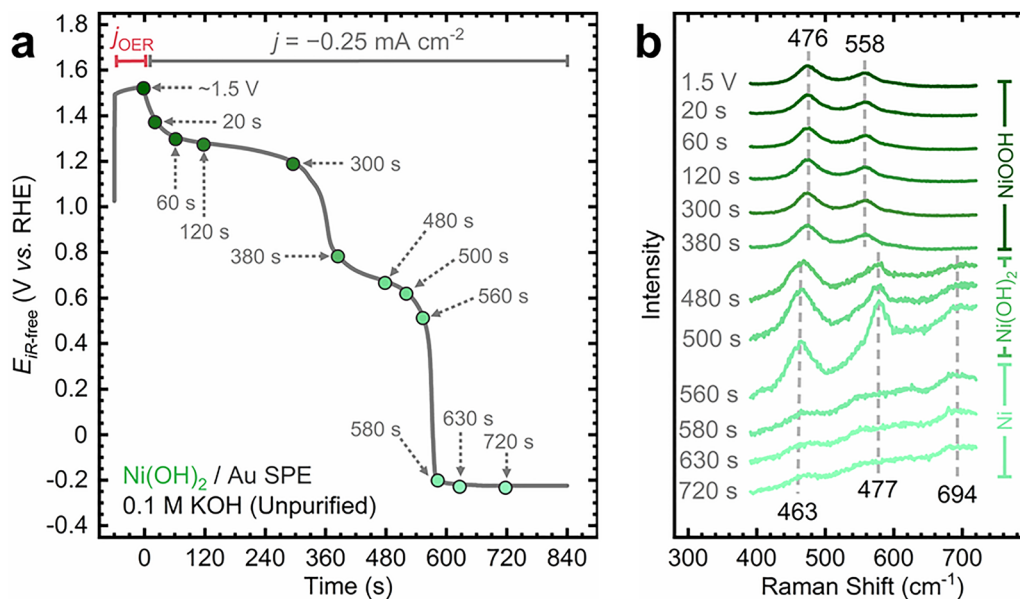 a
jOER
j = −0.25 mA cm-2
~1.5 V
20 s
60 s
120 s
300 s
380 s
480 s
500 s
560 s
580 s
630 s
720 s
Ni(OH)2 / Au SPE
0.1 M KOH (Unpurified)
1.8
1.6
1.4
1.2
1.0
0.8
0.6
0.4
0.2
0
-0.2
-0.4
EiR-free (V vs. RHE)
0 120 240 360 480 600 720 840
Time (s)
b
476 558
1.5 V
20 s
60 s
120 s
300 s
380 s
480 s
500 s
560 s
580 s
630 s
720 s
NiOOH
Ni(OH)2
Ni
463 477 694
Intensity
300 400 500 600 700
Raman Shift (cm-1)